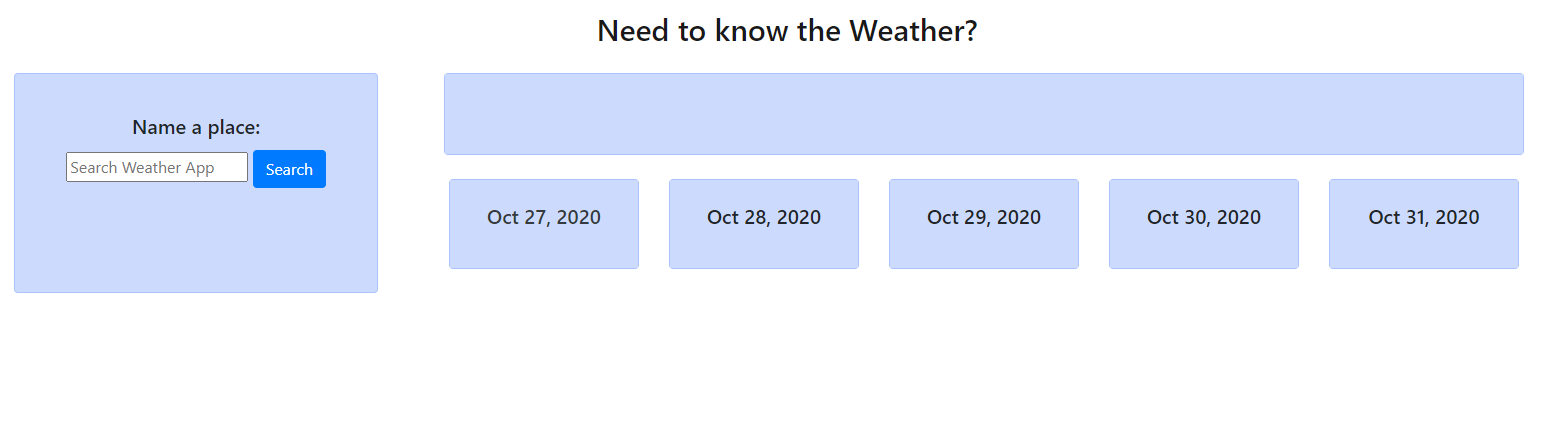 Need to know the Weather?
Name a place:
Search Weather App Search
Oct 27, 2020 Oct 28, 2020 Oct 29, 2020 Oct 30, 2020 Oct 31, 2020